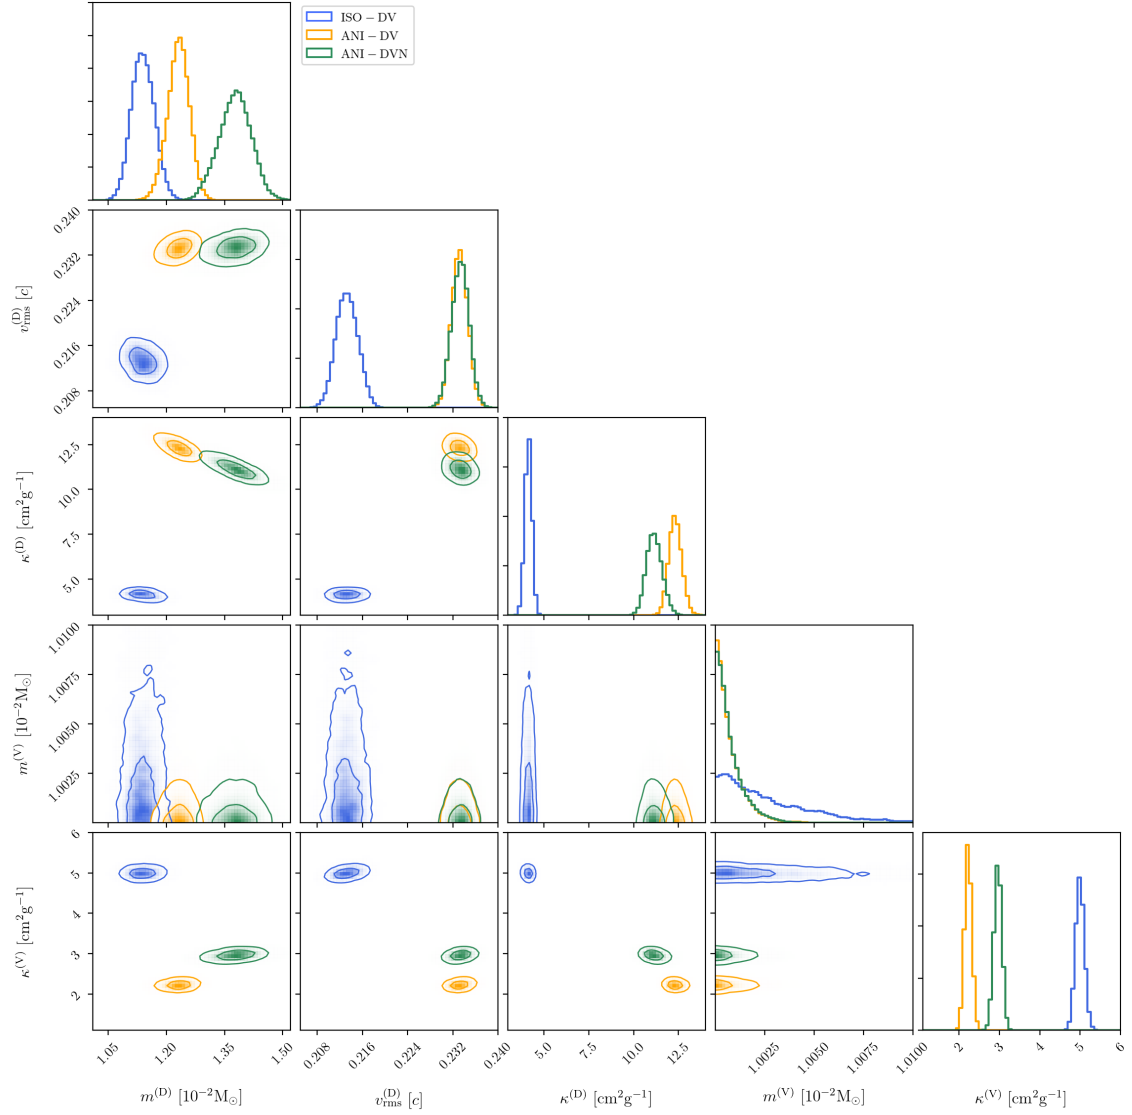 ISO − DV
ANI − DV
ANI − DVN
0.240
0.232
0.224
0.216
0.208
v_rms^(D) [c]
12.5
10.0
7.5
5.0
κ^(D) [cm²g⁻¹]
1.0100
1.0075
1.0050
1.0025
m^(V) [10⁻²M☉]
6
5
4
3
2
κ^(V) [cm²g⁻¹]
1.05 1.20 1.35 1.50 0.208 0.216 0.224 0.232 0.240 5.0 7.5 10.0 12.5 1.0025 1.0050 1.0075 1.0100 2 3 4 5 6
m^(D) [10⁻²M☉] v_rms^(D) [c] κ^(D) [cm²g⁻¹] m^(V) [10⁻²M☉] κ^(V) [cm²g⁻¹]